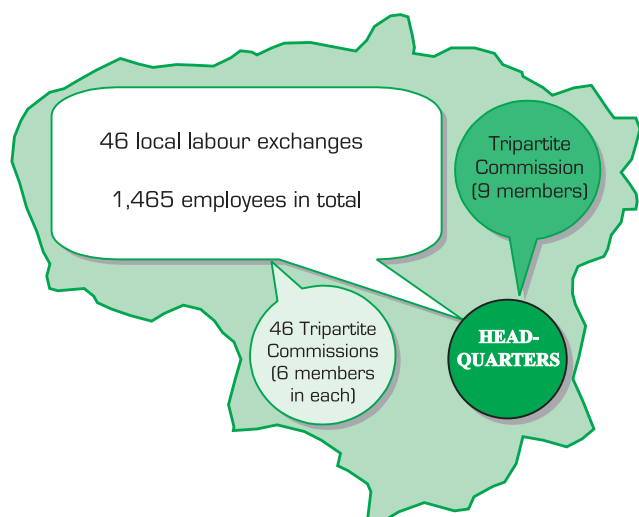 46 local labour exchanges
1,465 employees in total
Tripartite
Commission
(9 members)
46 Tripartite
Commissions
(6 members
in each)
HEAD-
QUARTERS